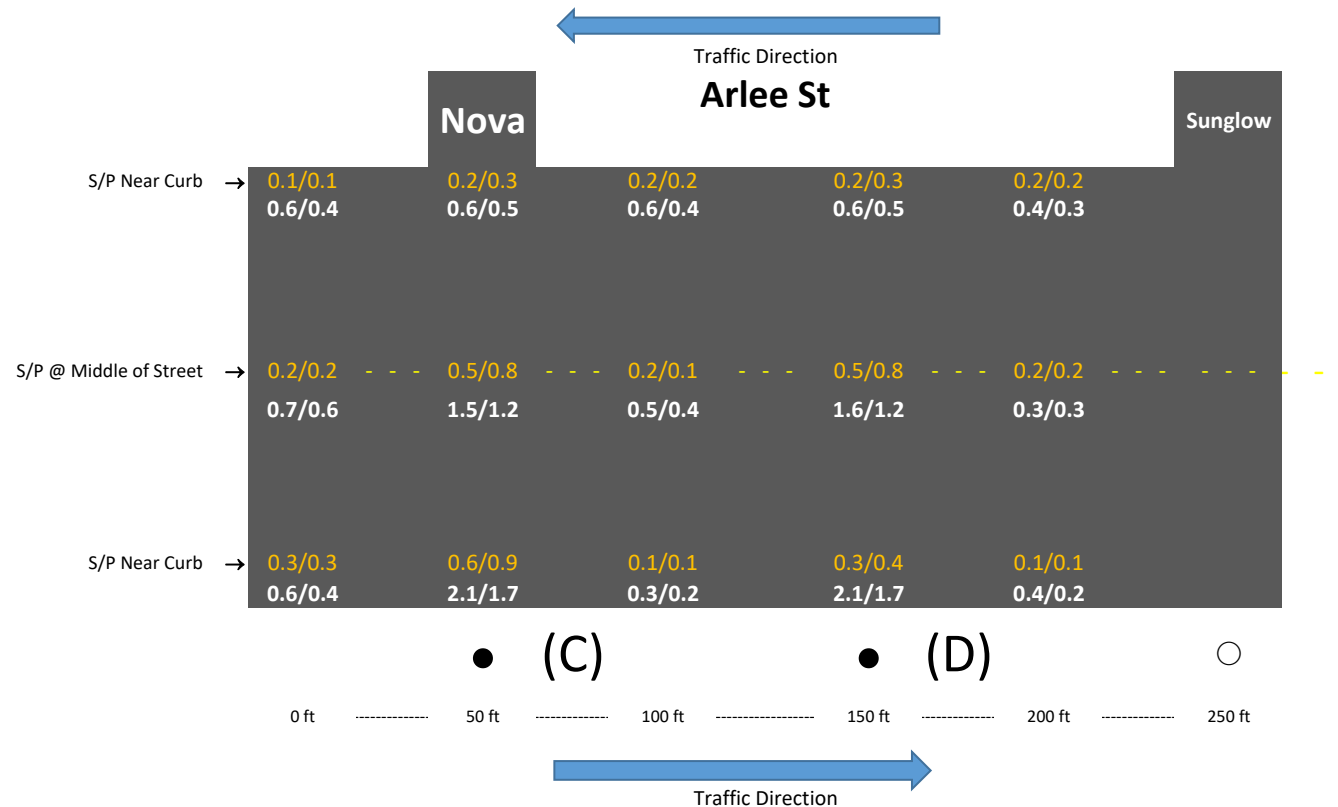 Traffic Direction
Arlee St
Nova
Sunglow
S/P Near Curb → 0.1/0.1 0.2/0.3 0.2/0.2 0.2/0.3 0.2/0.2
0.6/0.4 0.6/0.5 0.6/0.4 0.6/0.5 0.4/0.3
S/P @ Middle of Street → 0.2/0.2 - - - 0.5/0.8 - - - 0.2/0.1 - - - 0.5/0.8 - - - 0.2/0.2 - - - - - - - -
0.7/0.6 1.5/1.2 0.5/0.4 1.6/1.2 0.3/0.3
S/P Near Curb → 0.3/0.3 0.6/0.9 0.1/0.1 0.3/0.4 0.1/0.1
0.6/0.4 2.1/1.7 0.3/0.2 2.1/1.7 0.4/0.2
(C) (D)
0 ft ------------- 50 ft ------------- 100 ft ------------- 150 ft ------------- 200 ft ------------- 250 ft
Traffic Direction